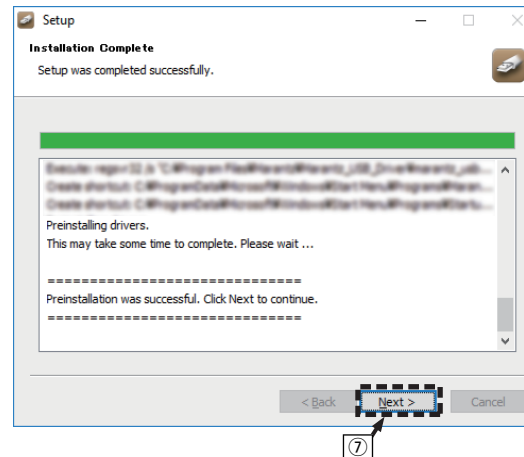 Setup
Installation Complete
Setup was completed successfully.
Preinstalling drivers.
This may take some time to complete. Please wait ...
==============================
Preinstallation was successful. Click Next to continue.
==============================
< Back
Next >
Cancel
⑦